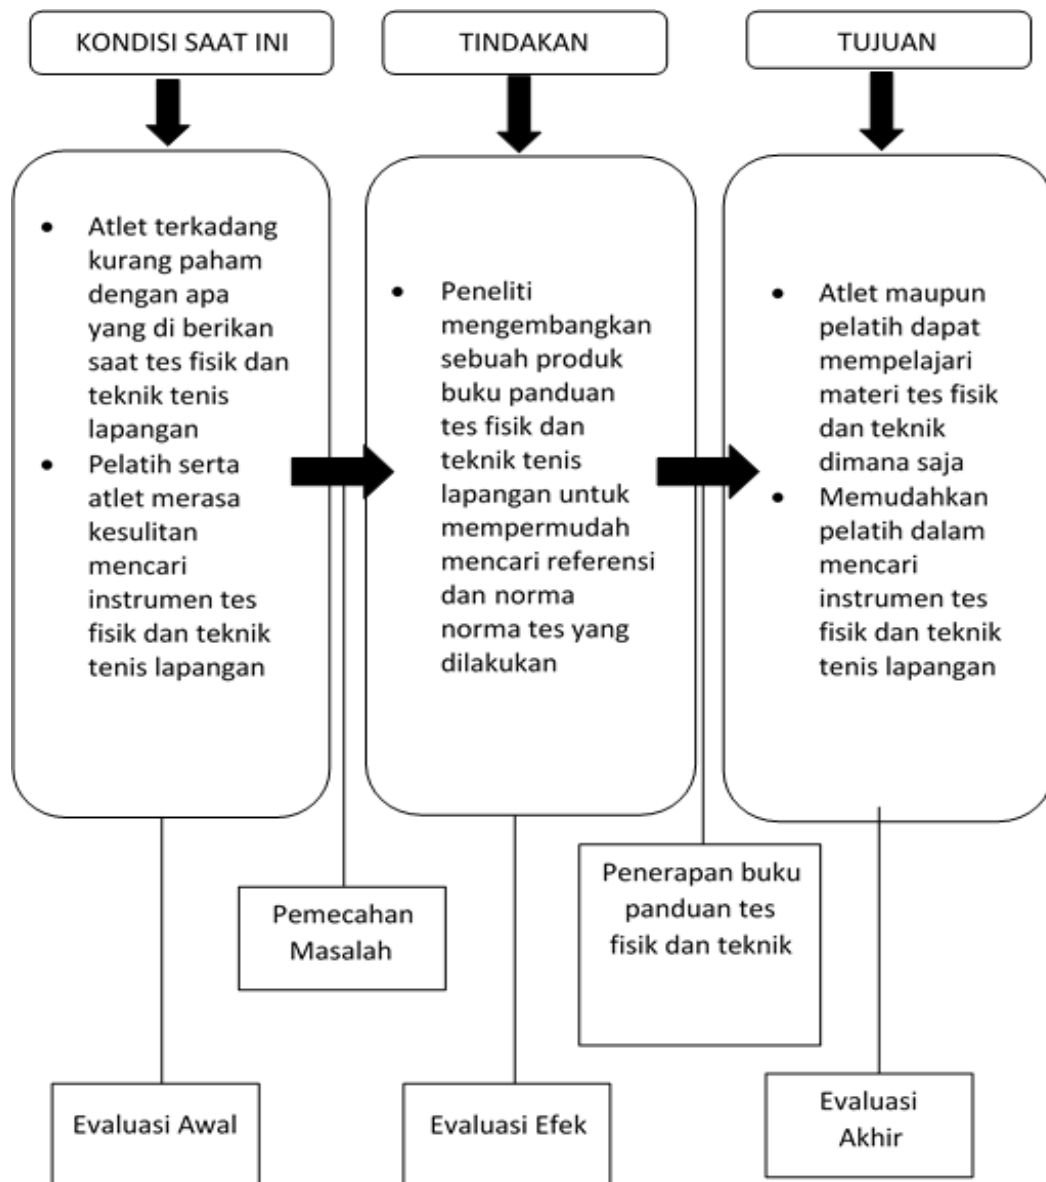 KONDISI SAAT INI
TINDAKAN
TUJUAN
• Atlet terkadang
kurang paham
dengan apa
yang di berikan
saat tes fisik dan
teknik tenis
lapangan
• Pelatih serta
atlet merasa
kesulitan
mencari
instrumen tes
fisik dan teknik
tenis lapangan
• Peneliti
mengembangkan
sebuah produk
buku panduan
tes fisik dan
teknik tenis
lapangan untuk
mempermudah
mencari referensi
dan norma
norma tes yang
dilakukan
• Atlet maupun
pelatih dapat
mempelajari
materi tes fisik
dan teknik
dimana saja
• Memudahkan
pelatih dalam
mencari
instrumen tes
fisik dan teknik
tenis lapangan
Pemecahan
Masalah
Penerapan buku
panduan tes
fisik dan teknik
Evaluasi Awal
Evaluasi Efek
Evaluasi
Akhir